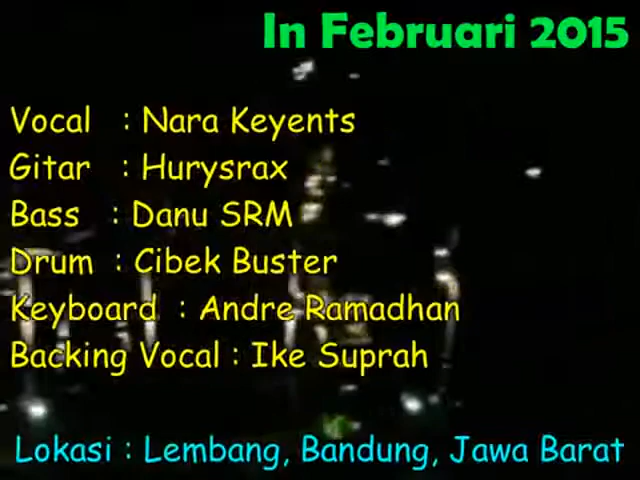 In Februari 2015
Vocal : Nara Keyents
Gitar : Hurysrax
Bass : Danu SRM
Drum : Cibek Buster
Keyboard : Andre Ramadhan
Backing Vocal : Ike Suprah
Lokasi : Lembang, Bandung, Jawa Barat